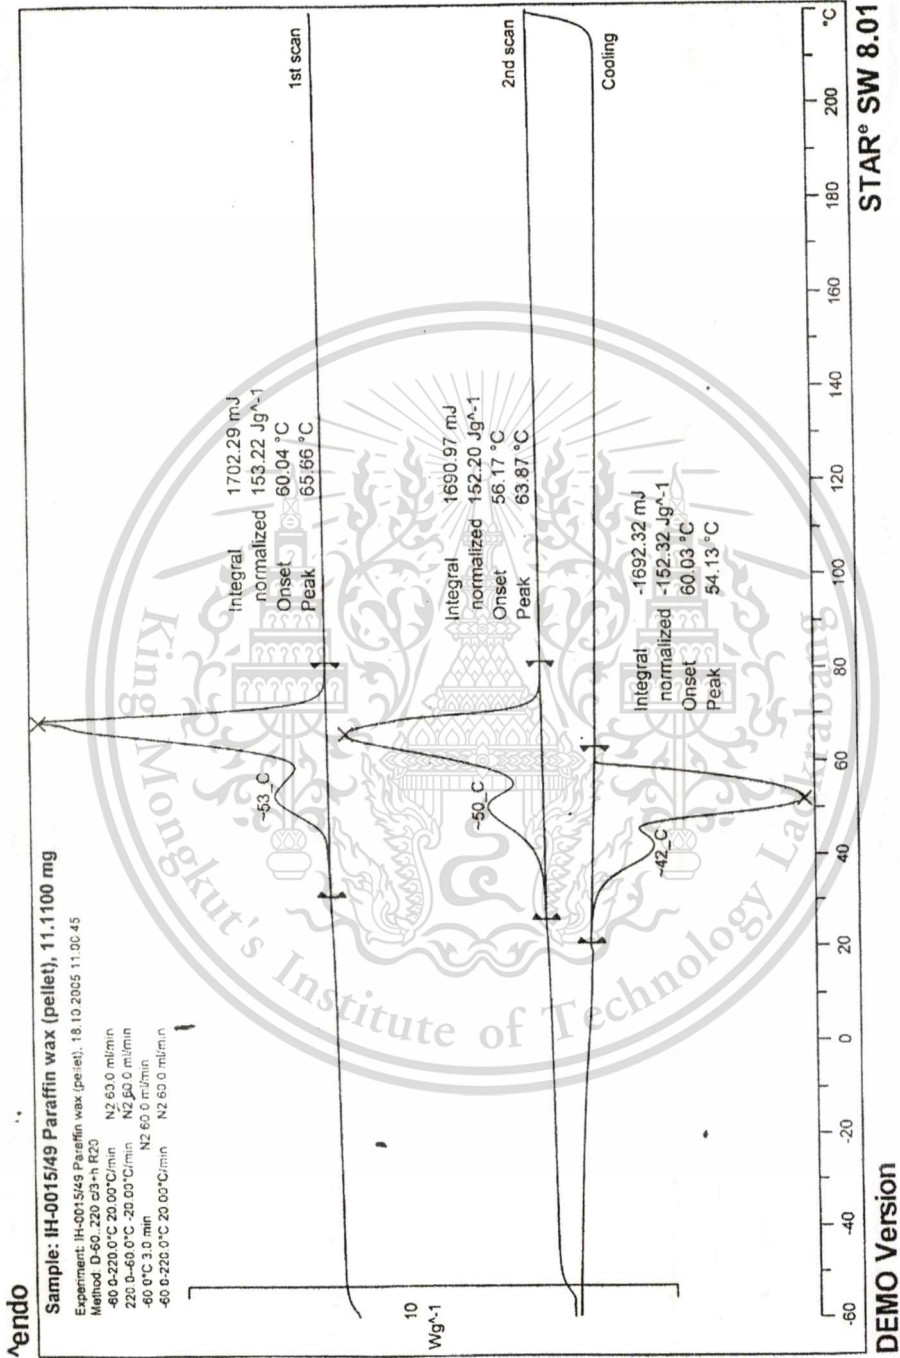 ^endo
Sample: IH-0015/49 Paraffin wax (pellet), 11.1100 mg
Experiment: IH-0015/49 Paraffin wax (pellet), 18.10.2005 11:00:45
Method: D-60..220 c/3+h R20
-60.0-220.0°C 20.00°C/min N2 60.0 ml/min
220.0--60.0°C -20.00°C/min N2 60.0 ml/min
-60.0°C 3.0 min N2 60.0 ml/min
-60.0-220.0°C 20.00°C/min N2 60.0 ml/min
1st scan
~53_C
Integral 1702.29 mJ
normalized 153.22 Jg^-1
Onset 60.04 °C
Peak 65.66 °C
2nd scan
~50_C
Integral 1690.97 mJ
normalized 152.20 Jg^-1
Onset 56.17 °C
Peak 63.87 °C
Cooling
~42_C
Integral -1692.32 mJ
normalized -152.32 Jg^-1
Onset 60.03 °C
Peak 54.13 °C
10
Wg^-1
-60 -40 -20 0 20 40 60 80 100 120 140 160 180 200 °C
DEMO Version
STARᵉ SW 8.01
King Mongkut's Institute of Technology Ladkrabang